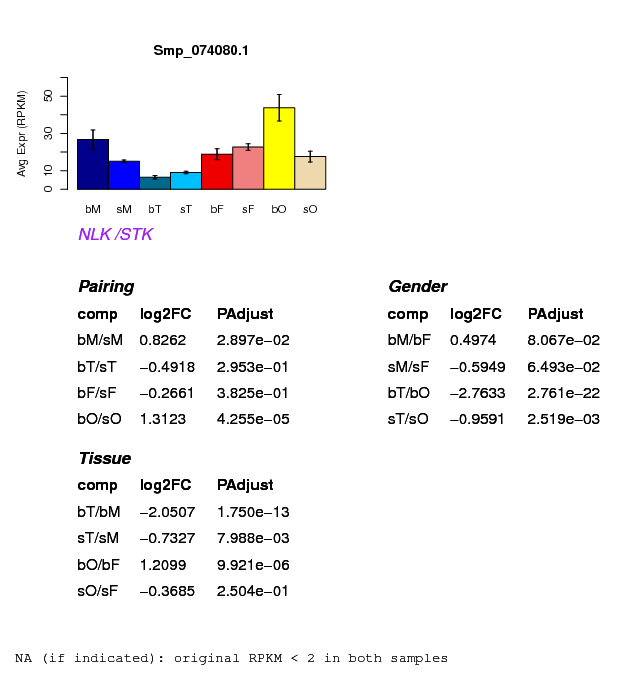 Smp_074080.1
Avg Expr (RPKM)
50
30
10
0
bM sM bT sT bF sF bO sO
NLK /STK
Pairing
comp log2FC PAdjust
bM/sM 0.8262 2.897e−02
bT/sT −0.4918 2.953e−01
bF/sF −0.2661 3.825e−01
bO/sO 1.3123 4.255e−05
Gender
comp log2FC PAdjust
bM/bF 0.4974 8.067e−02
sM/sF −0.5949 6.493e−02
bT/bO −2.7633 2.761e−22
sT/sO −0.9591 2.519e−03
Tissue
comp log2FC PAdjust
bT/bM −2.0507 1.750e−13
sT/sM −0.7327 7.988e−03
bO/bF 1.2099 9.921e−06
sO/sF −0.3685 2.504e−01
NA (if indicated): original RPKM < 2 in both samples